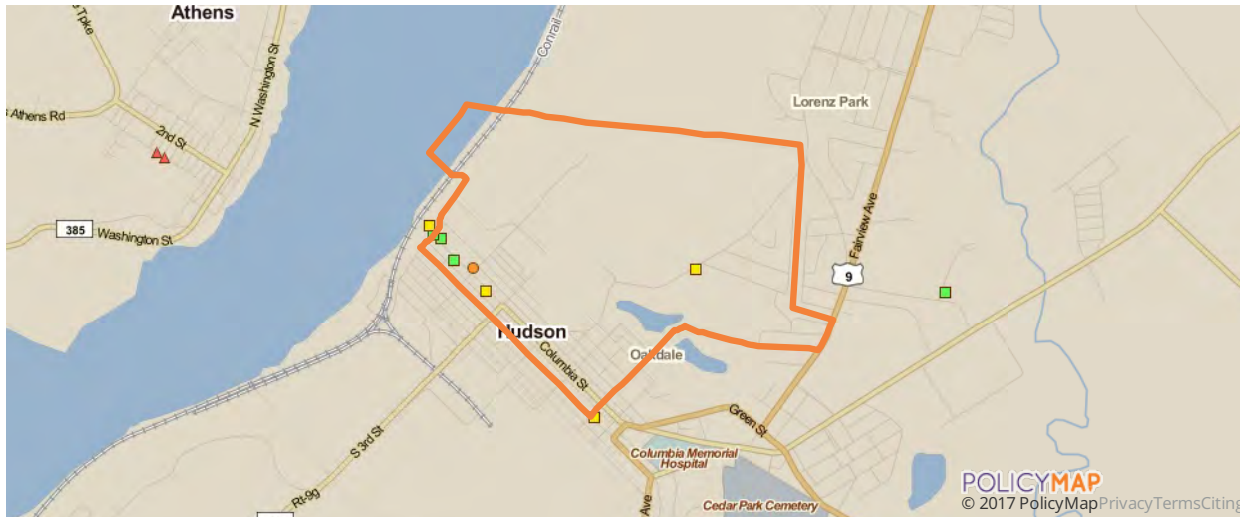 Athens
Tpke
N Washington St
Conrail
Athens Rd
2nd St
Lorenz Park
385
Washington St
Fairview Ave
9
Hudson
Columbia St
Oakdale
Green St
S 3rd St
Columbia Memorial
Hospital
Rt-9g
Ave
Cedar Park Cemetery
POLICYMAP
© 2017 PolicyMap Privacy Terms Citing